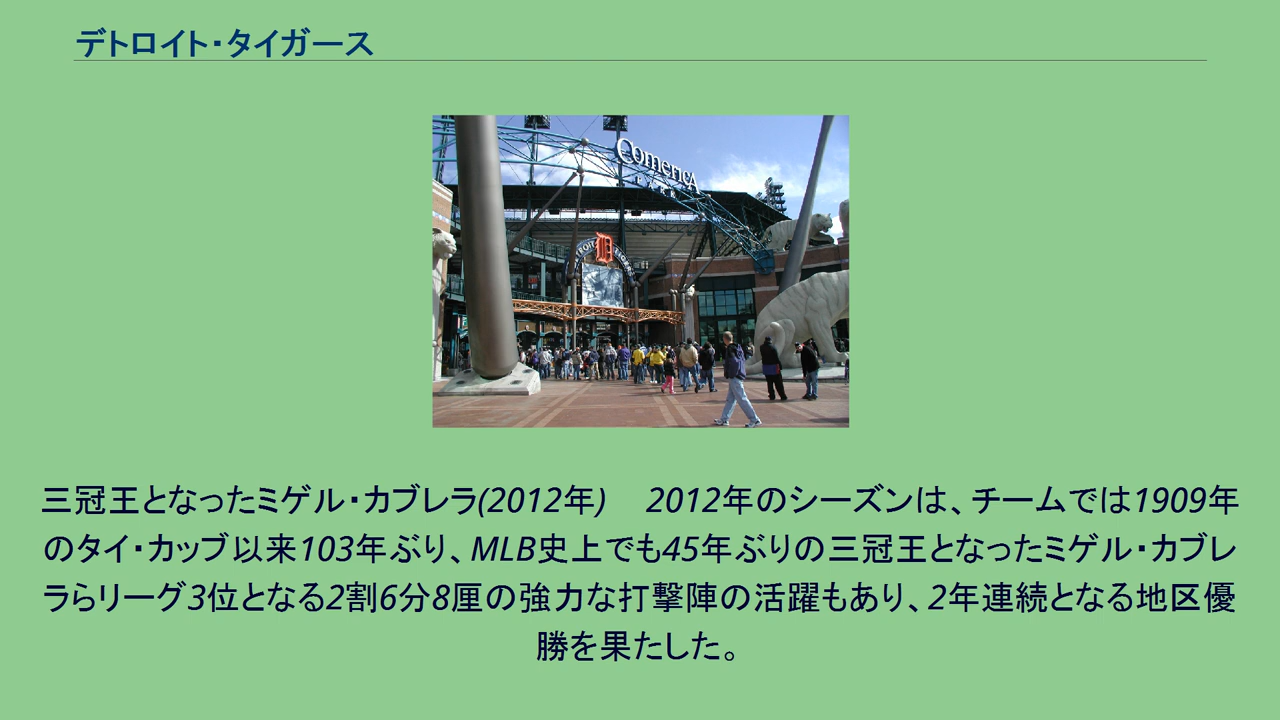 デトロイト・タイガース
Comerica
PARK
DETROIT
D
TIGERS
三冠王となったミゲル・カブレラ(2012年)　2012年のシーズンは、チームでは1909年
のタイ・カッブ以来103年ぶり、MLB史上でも45年ぶりの三冠王となったミゲル・カブレ
ラらリーグ3位となる2割6分8厘の強力な打撃陣の活躍もあり、2年連続となる地区優
勝を果たした。